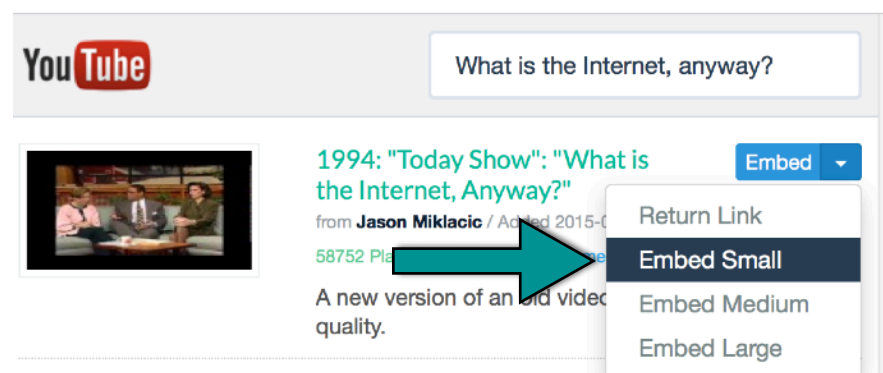 YouTube
What is the Internet, anyway?
1994: "Today Show": "What is
the Internet, Anyway?"
Embed
from Jason Miklacic / Added 2015-0
58752 Pla
A new version of an old video
quality.
Return Link
Embed Small
Embed Medium
Embed Large